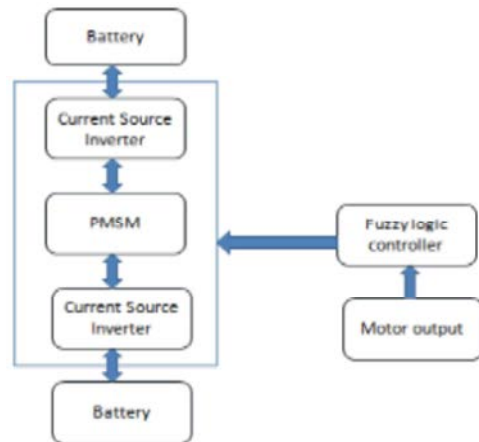 Battery
Current Source
Inverter
PMSM
Fuzzy logic
controller
Current Source
Inverter
Motor output
Battery